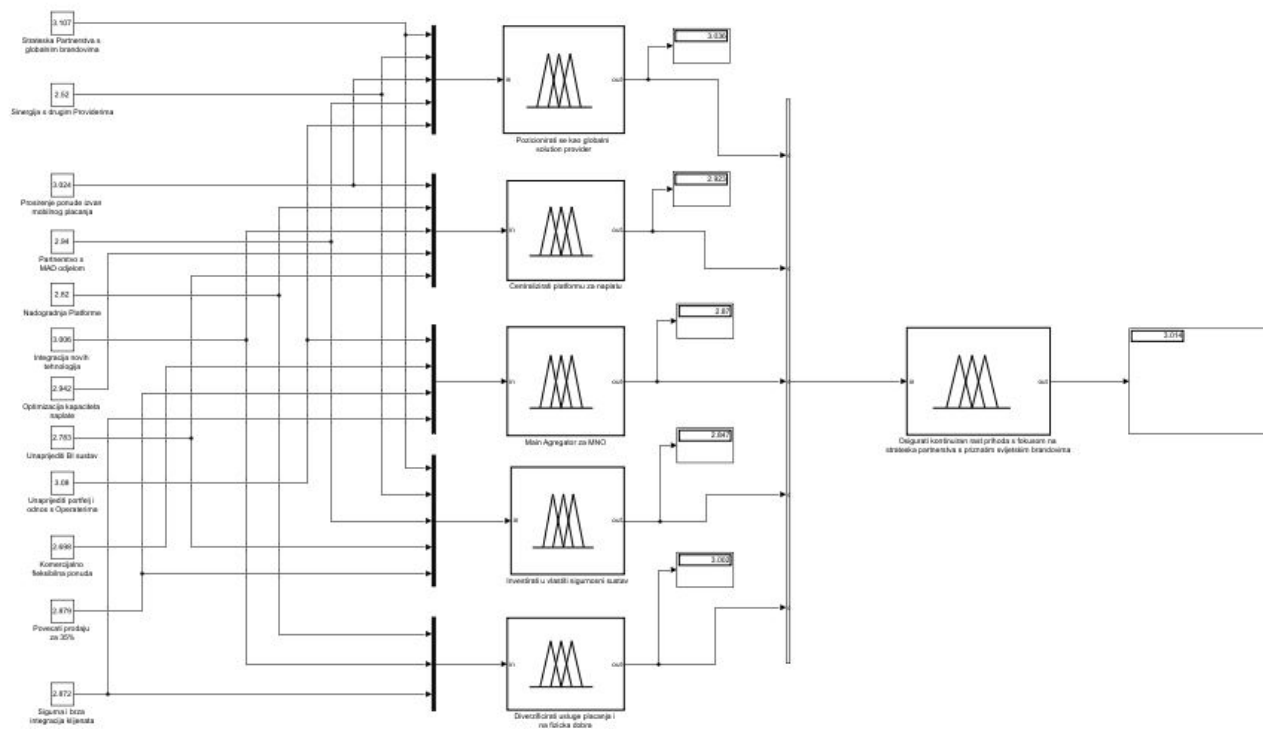 3.107
Strateska Partnerstva s
globalnim brandovima
2.52
Sinergija s drugim Providerima
3.024
Prosirenje ponude izvan
mobilnog placanja
2.94
Partnerstvo s
MAD odjelom
2.82
Nadogradnja Platforme
3.006
Integracija novih
tehnologija
2.942
Optimizacija kapaciteta
naplate
2.783
Unaprijediti BI sustav
3.08
Unaprijediti portfelj i
odnos s Operaterima
2.698
Komercijalno
fleksibilna ponuda
2.879
Povecati prodaju
za 35%
2.872
Sigurna i brza
integracija klijenata
in
out
Pozicionirati se kao globalni
solution provider
3.036
in
out
Centralizirati platformu za naplatu
2.923
in
out
Main Agregator za MNO
2.87
in
out
Investirati u vlastiti sigurnosni sustav
2.847
in
out
Diverzificirati usluge placanja i
na fizicka dobra
3.002
in
out
Osigurati kontinuiran rast prihoda s fokusom na
strateska partnerstva s priznatim svijetskim brandovima
3.014